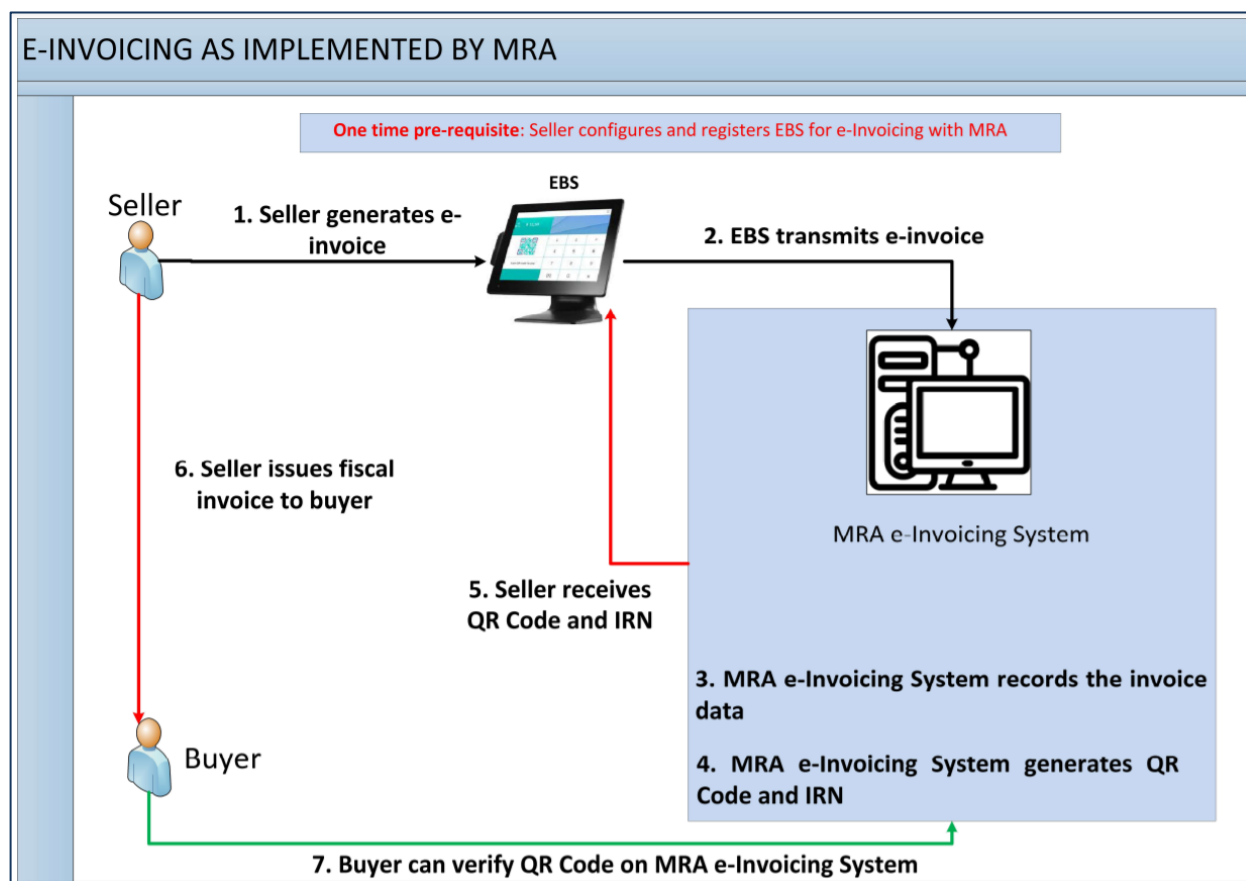 E-INVOICING AS IMPLEMENTED BY MRA
One time pre-requisite: Seller configures and registers EBS for e-Invoicing with MRA
EBS
Seller
1. Seller generates e-
invoice
2. EBS transmits e-invoice
MRA e-Invoicing System
6. Seller issues fiscal
invoice to buyer
5. Seller receives
QR Code and IRN
3. MRA e-Invoicing System records the invoice
data
4. MRA e-Invoicing System generates QR
Code and IRN
Buyer
7. Buyer can verify QR Code on MRA e-Invoicing System